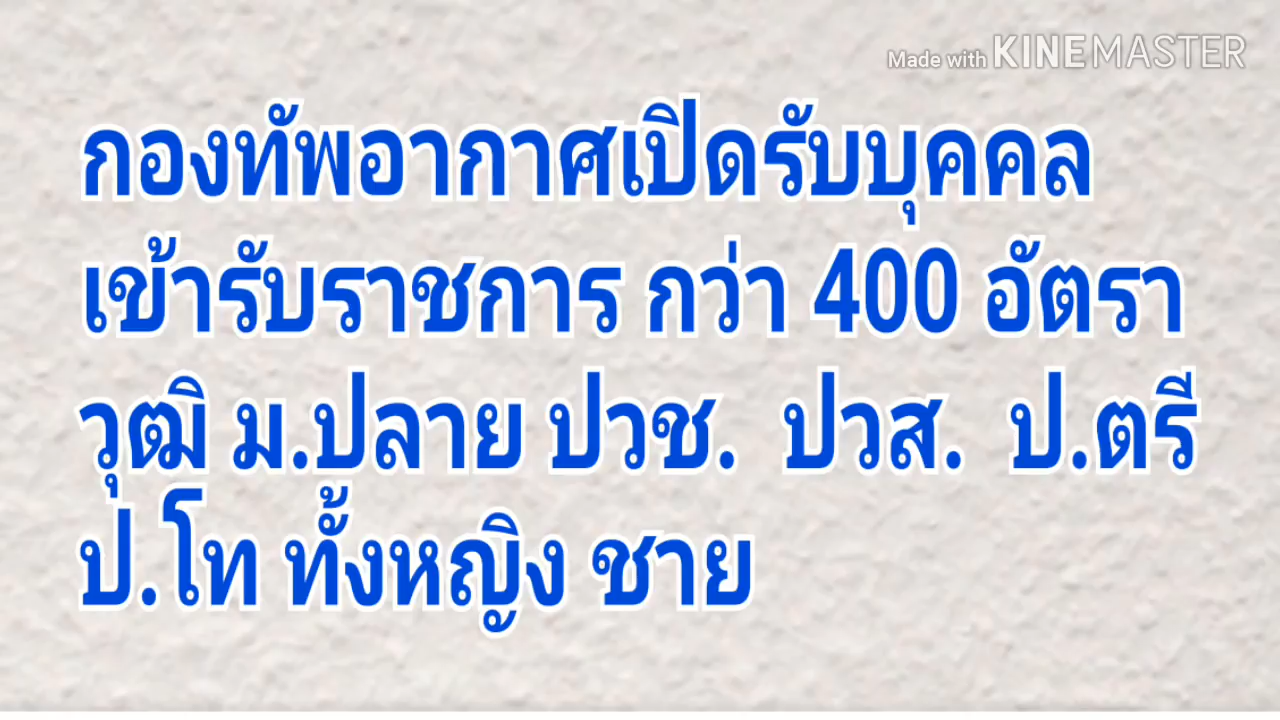 Made with KINEMASTER
กองทัพอากาศเปิดรับบุคคล
เข้ารับราชการ กว่า 400 อัตรา
วุฒิ ม.ปลาย ปวช. ปวส. ป.ตรี
ป.โท ทั้งหญิง ชาย